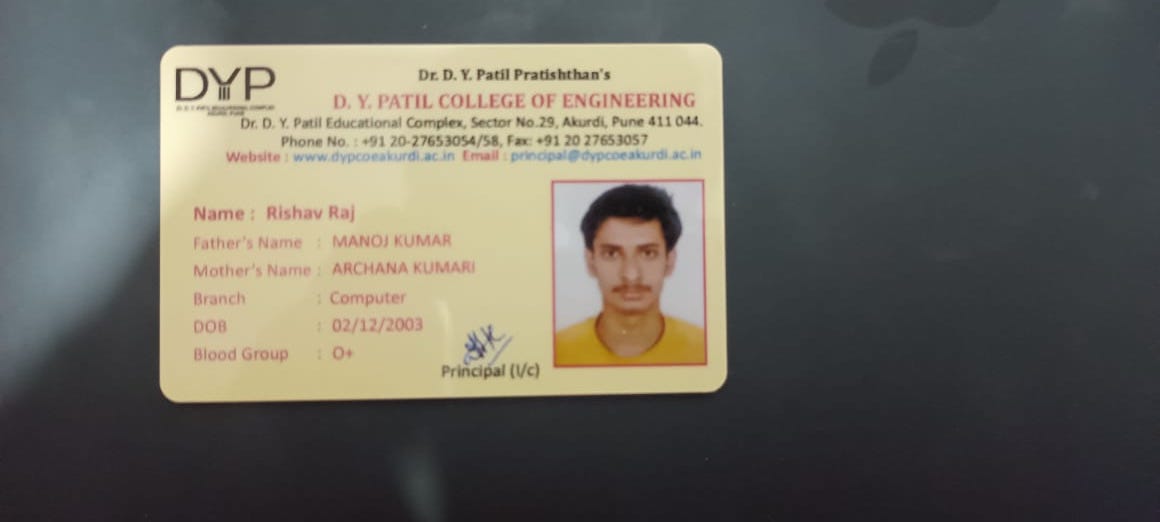 DYP
Dr. D. Y. Patil Pratishthan's
D. Y. PATIL COLLEGE OF ENGINEERING
Dr. D. Y. Patil Educational Complex, Sector No.29, Akurdi, Pune 411 044.
Phone No. : +91 20-27653054/58, Fax: +91 20 27653057
Website : www.dypcoeakurdi.ac.in Email : principal@dypcoeakurdi.ac.in
Name : Rishav Raj
Father's Name : MANOJ KUMAR
Mother's Name : ARCHANA KUMARI
Branch : Computer
DOB : 02/12/2003
Blood Group : O+
Principal (I/c)